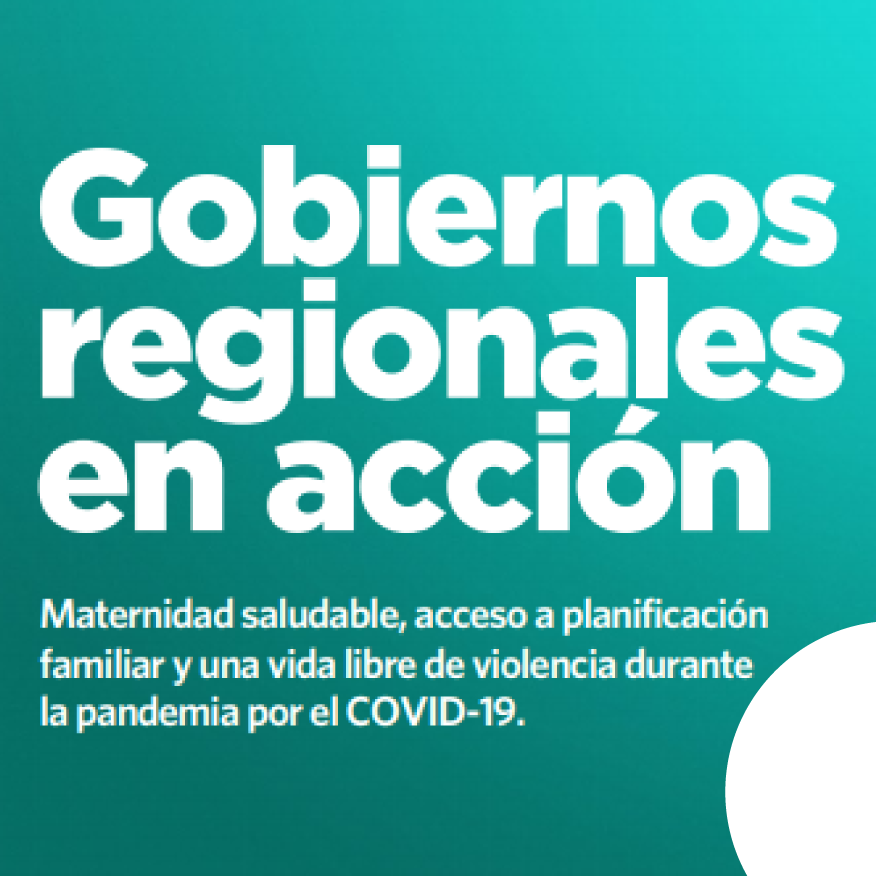 Gobiernos
regionales
en acción
Maternidad saludable, acceso a planificación
familiar y una vida libre de violencia durante
la pandemia por el COVID-19.